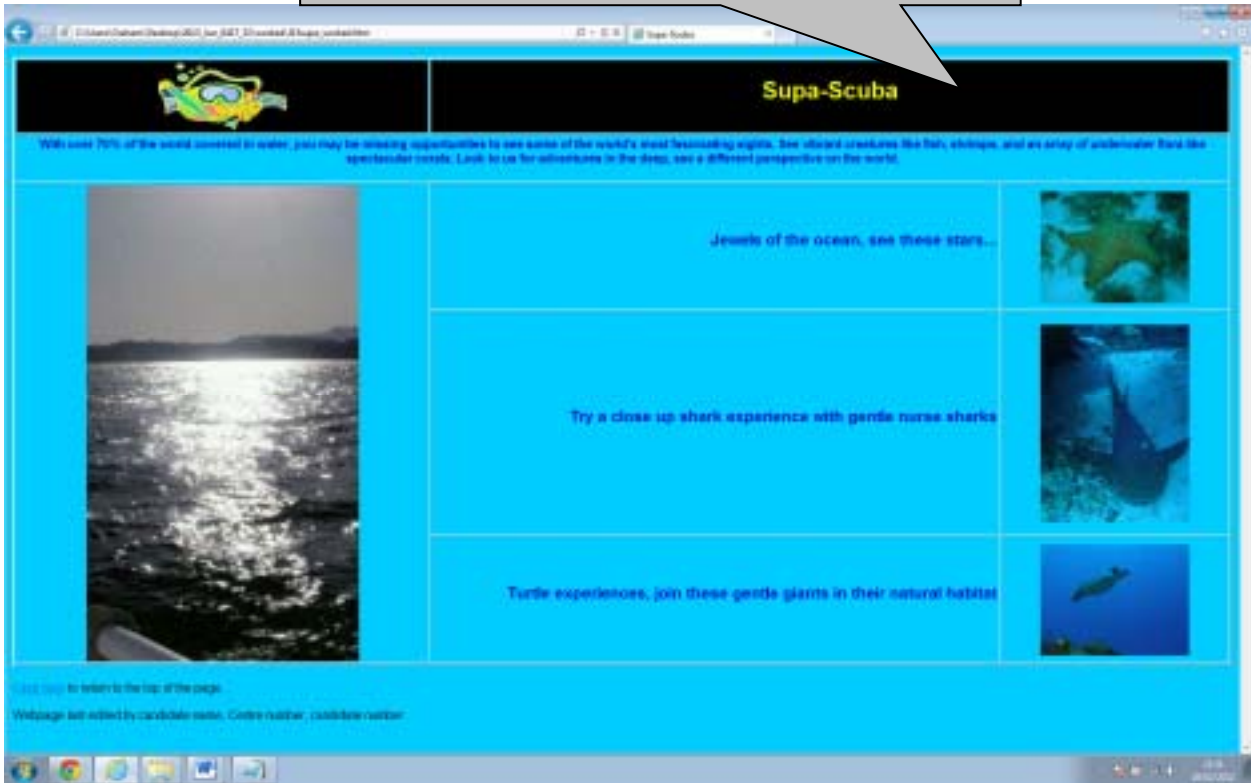 Supa-Scuba
With over 70% of the world covered in water, you may be missing opportunities to see some of the world's most fascinating sights. See vibrant creatures like fish, shrimps, and an array of underwater flora like
spectacular corals. Look to us for adventures in the deep, see a different perspective on the world.
Jewels of the ocean, see these stars...
Try a close up shark experience with gentle nurse sharks
Turtle experiences, join these gentle giants in their natural habitat
Click here to return to the top of the page.
Webpage last edited by candidate name, Centre number, candidate number